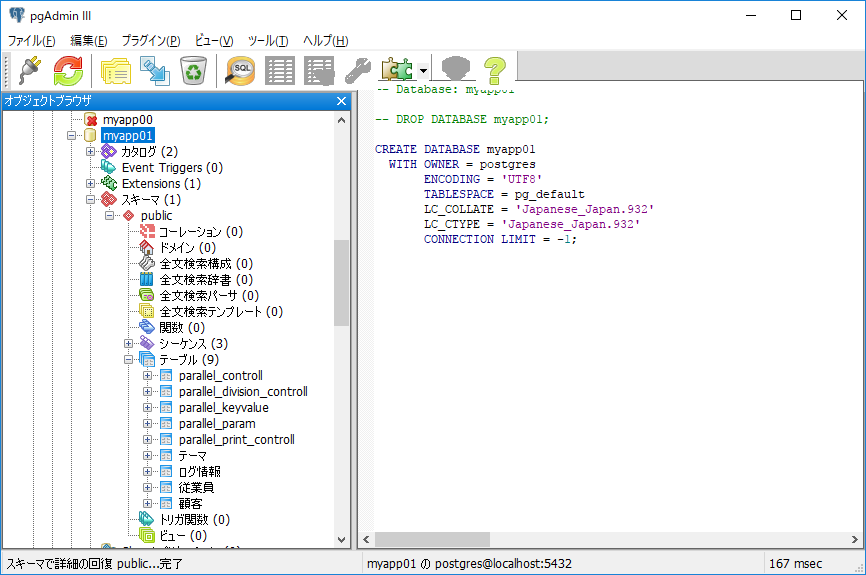 pgAdmin III
ファイル(F) 編集(E) プラグイン(P) ビュー(V) ツール(T) ヘルプ(H)
SQL
オブジェクトブラウザ
myapp00
myapp01
カタログ (2)
Event Triggers (0)
Extensions (1)
スキーマ (1)
public
コーレーション (0)
ドメイン (0)
全文検索構成 (0)
全文検索辞書 (0)
全文検索パーサ (0)
全文検索テンプレート (0)
関数 (0)
シーケンス (3)
テーブル (9)
parallel_controll
parallel_division_controll
parallel_keyvalue
parallel_param
parallel_print_controll
テーマ
ログ情報
従業員
顧客
トリガ関数 (0)
ビュー (0)
-- Database: myapp01
-- DROP DATABASE myapp01;
CREATE DATABASE myapp01
WITH OWNER = postgres
ENCODING = 'UTF8'
TABLESPACE = pg_default
LC_COLLATE = 'Japanese_Japan.932'
LC_CTYPE = 'Japanese_Japan.932'
CONNECTION LIMIT = -1;
スキーマで詳細の回復 public...完了
myapp01 の postgres@localhost:5432
167 msec